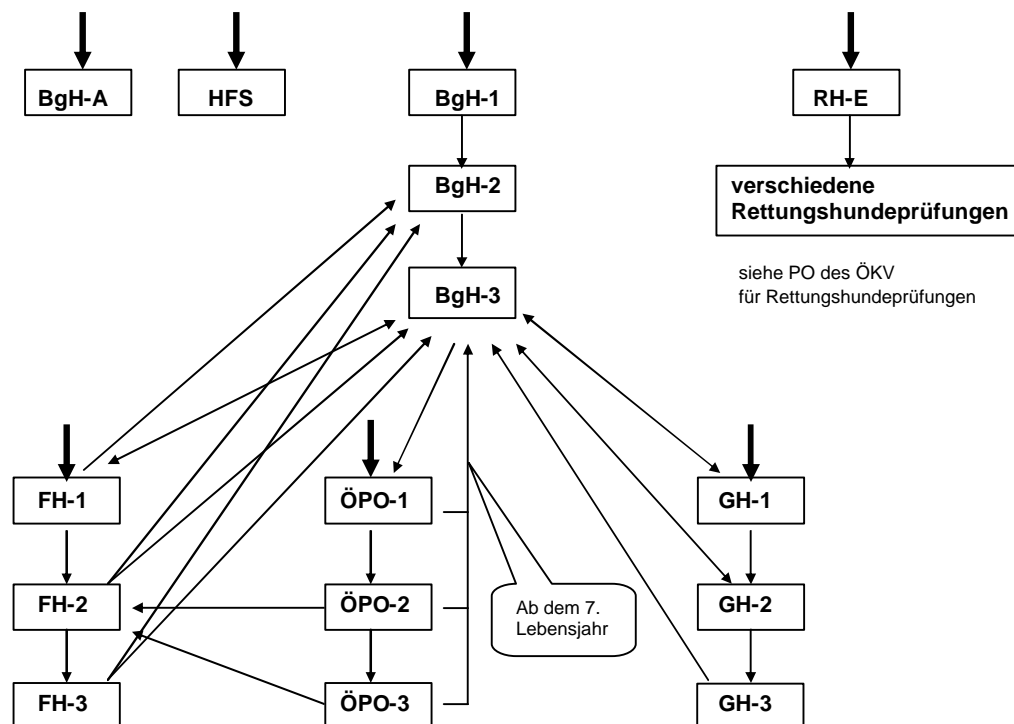 BgH-A
HFS
BgH-1
RH-E
BgH-2
verschiedene
Rettungshundeprüfungen
siehe PO des ÖKV
für Rettungshundeprüfungen
BgH-3
FH-1
ÖPO-1
GH-1
FH-2
ÖPO-2
Ab dem 7.
Lebensjahr
GH-2
FH-3
ÖPO-3
GH-3